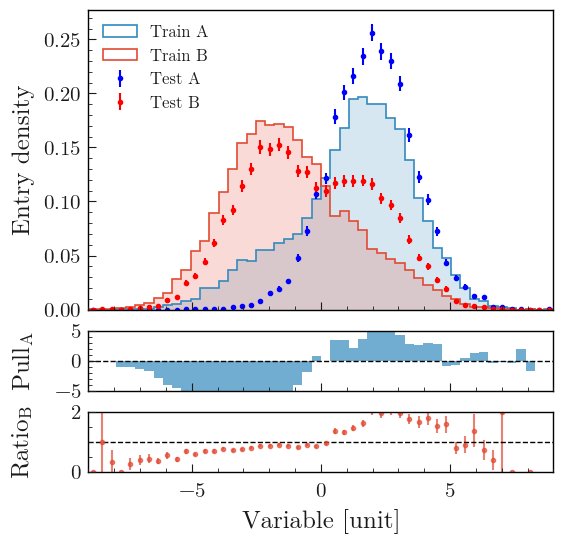 Train A
Train B
Test A
Test B
Entry density
0.25
0.20
0.15
0.10
0.05
0.00
Pull_A
5
0
−5
Ratio_B
2
1
0
−5
0
5
Variable [unit]